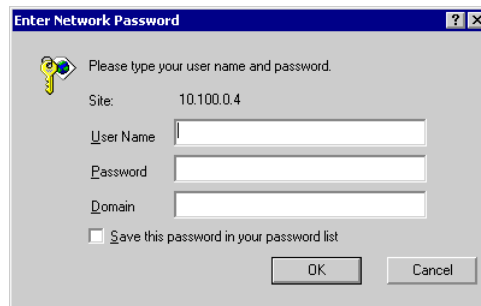 Enter Network Password
Please type your user name and password.
Site: 10.100.0.4
User Name
Password
Domain
Save this password in your password list
OK Cancel